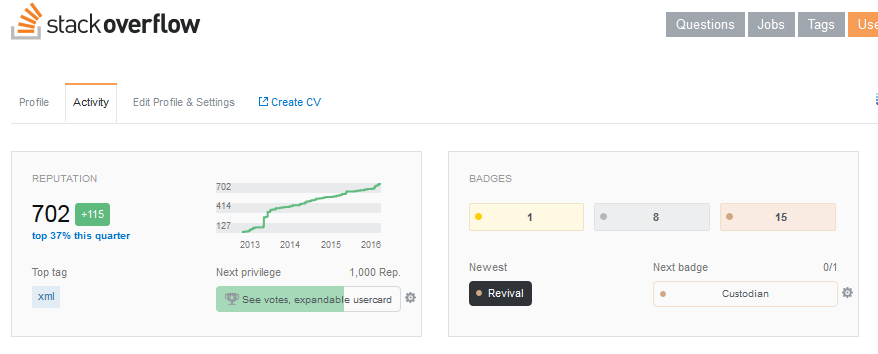 stackoverflow
Questions Jobs Tags Use
Profile Activity Edit Profile & Settings Create CV
REPUTATION
702 +115
top 37% this quarter
702
414
127
2013 2014 2015 2016
Top tag
xml
Next privilege 1,000 Rep.
See votes, expandable usercard
BADGES
1 8 15
Newest
Revival
Next badge 0/1
Custodian